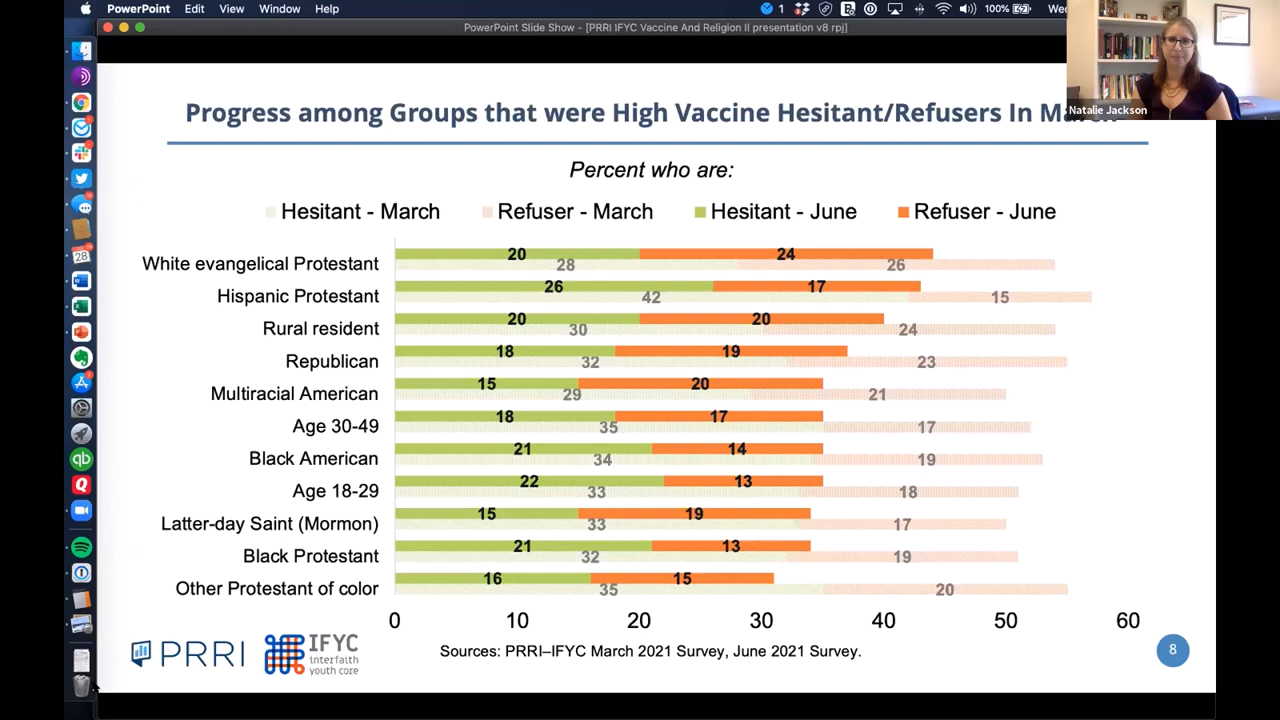 PowerPoint Edit View Window Help
1 100% We
PowerPoint Slide Show - [PRRI IFYC Vaccine And Religion II presentation v8 rpj]
Natalie Jackson
Progress among Groups that were High Vaccine Hesitant/Refusers In
Percent who are:
Hesitant - March Refuser - March Hesitant - June Refuser - June
White evangelical Protestant 20 24
28 26
Hispanic Protestant 26 17
42 15
Rural resident 20 20
30 24
Republican 18 19
32 23
Multiracial American 15 20
29 21
Age 30-49 18 17
35 17
Black American 21 14
34 19
Age 18-29 22 13
33 18
Latter-day Saint (Mormon) 15 19
33 17
Black Protestant 21 13
32 19
Other Protestant of color 16 15
35 20
0 10 20 30 40 50 60
PRRI IFYC
interfaith
youth core
Sources: PRRI–IFYC March 2021 Survey, June 2021 Survey.
8
28
qb